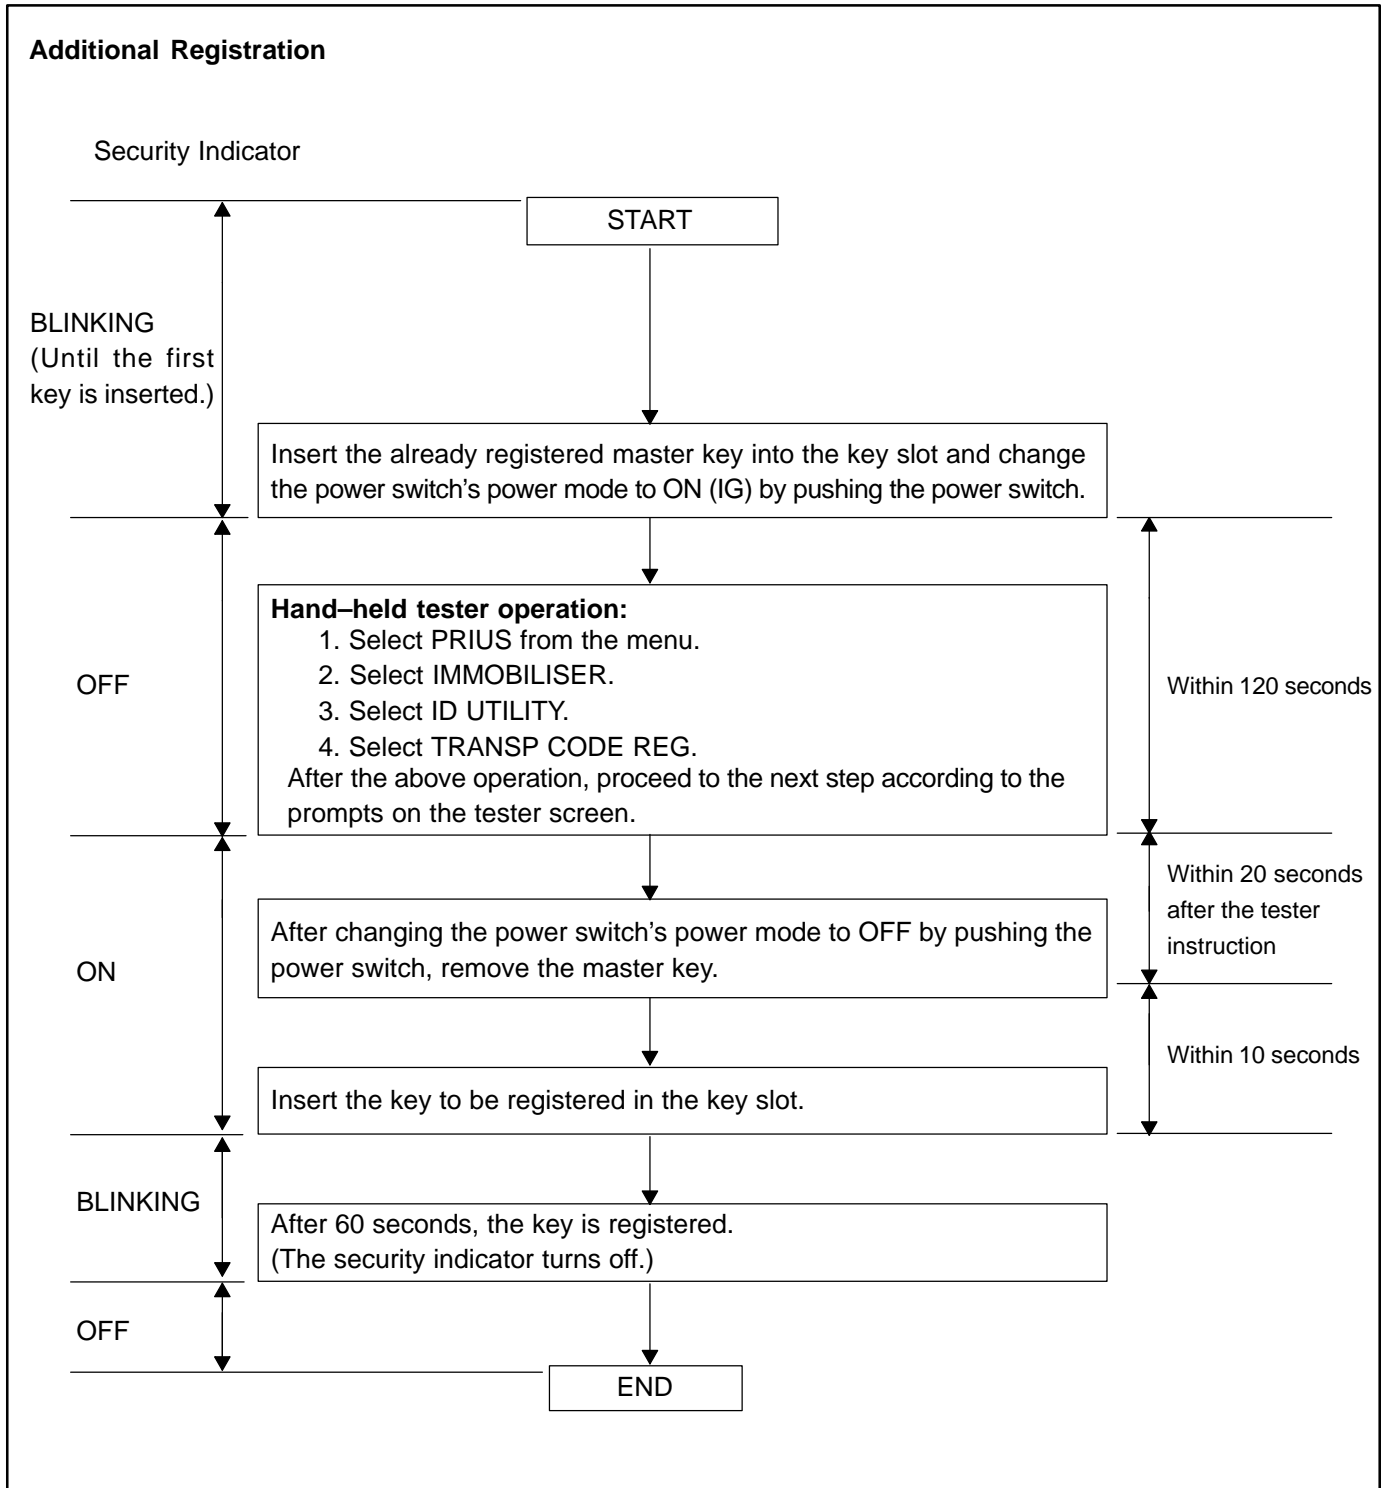 Additional Registration
Security Indicator
START
BLINKING
(Until the first
key is inserted.)
Insert the already registered master key into the key slot and change
the power switch’s power mode to ON (IG) by pushing the power switch.
OFF
Hand–held tester operation:
1. Select PRIUS from the menu.
2. Select IMMOBILISER.
3. Select ID UTILITY.
4. Select TRANSP CODE REG.
After the above operation, proceed to the next step according to the
prompts on the tester screen.
Within 120 seconds
ON
After changing the power switch’s power mode to OFF by pushing the
power switch, remove the master key.
Within 20 seconds
after the tester
instruction
Within 10 seconds
Insert the key to be registered in the key slot.
BLINKING
After 60 seconds, the key is registered.
(The security indicator turns off.)
OFF
END